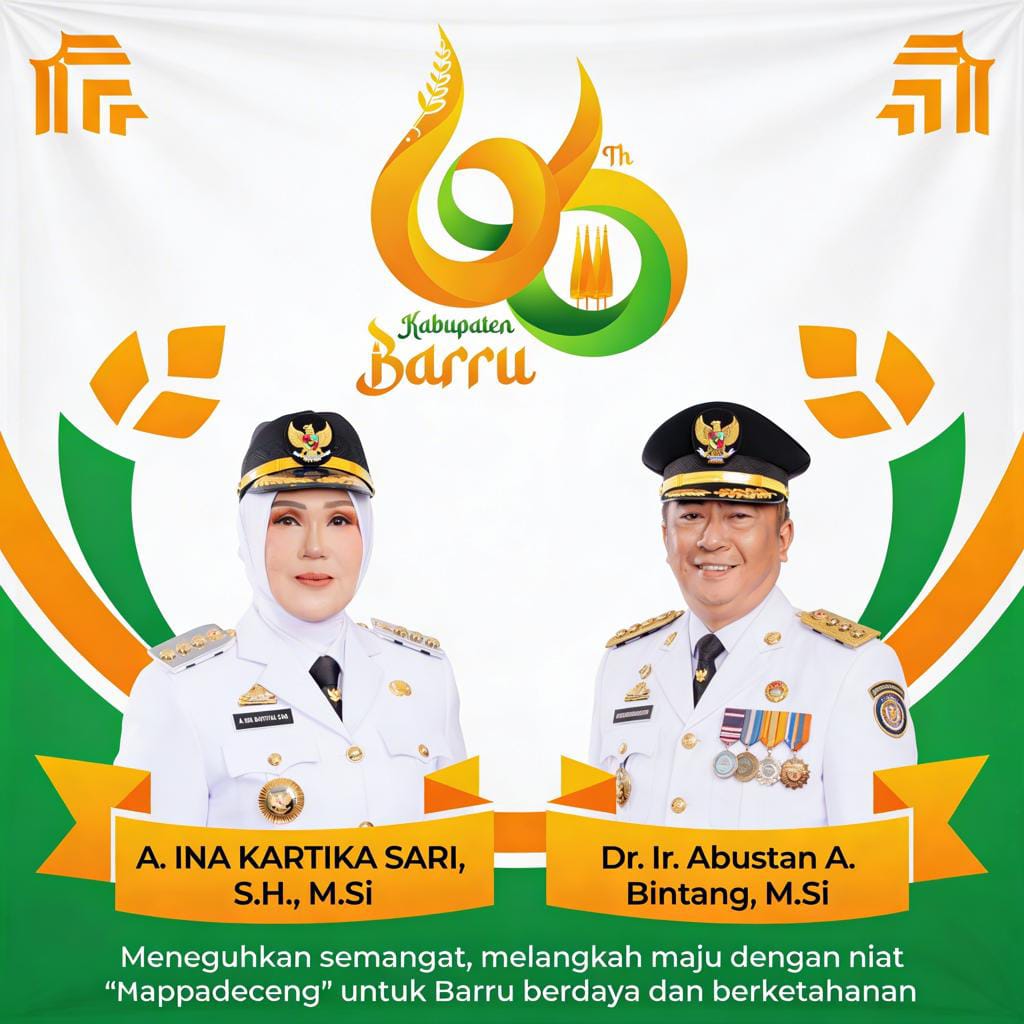 66 Th
Kabupaten
Barru
A. INA KARTIKA SARI,
S.H., M.Si
Dr. Ir. Abustan A.
Bintang, M.Si
Meneguhkan semangat, melangkah maju dengan niat
“Mappadeceng” untuk Barru berdaya dan berketahanan